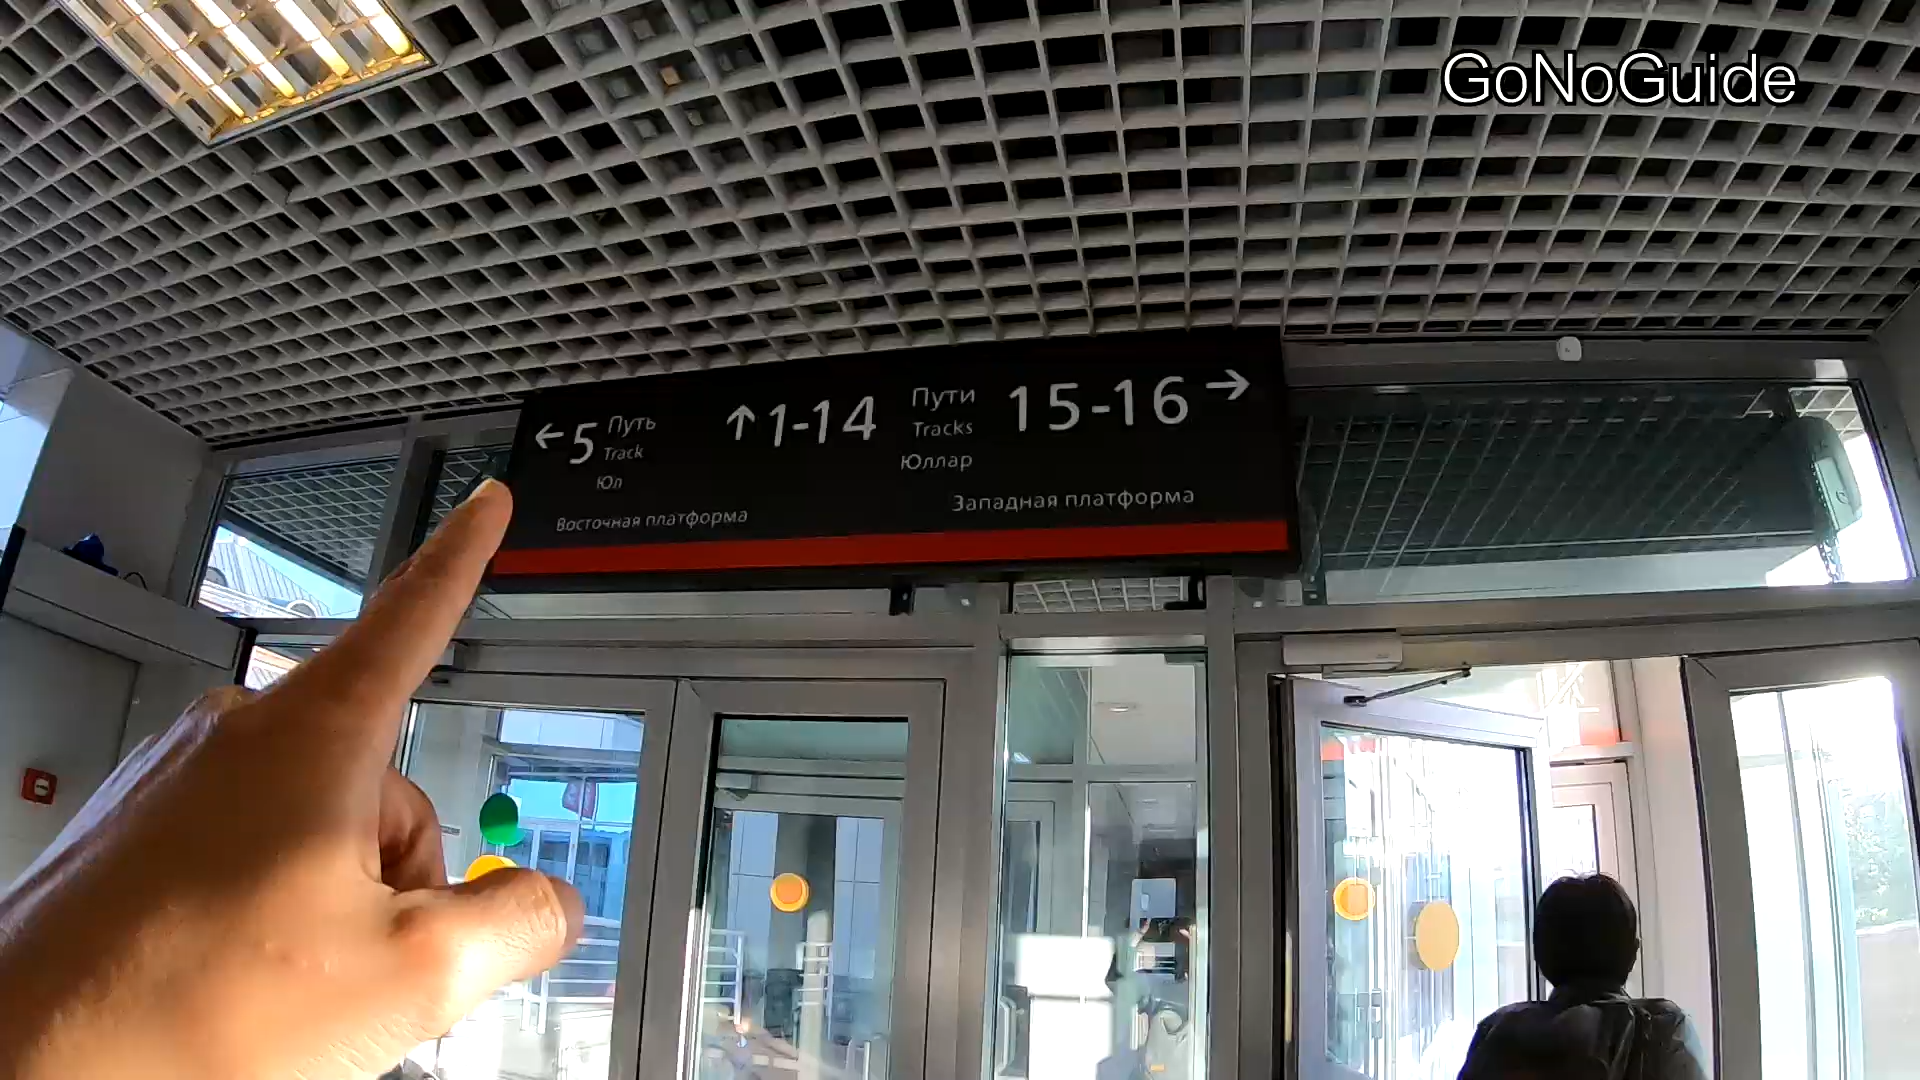 GoNoGuide
← 5 Путь
Track
Юл
Восточная платформа
↑ 1-14 Пути 15-16 →
Tracks
Юллар
Западная платформа